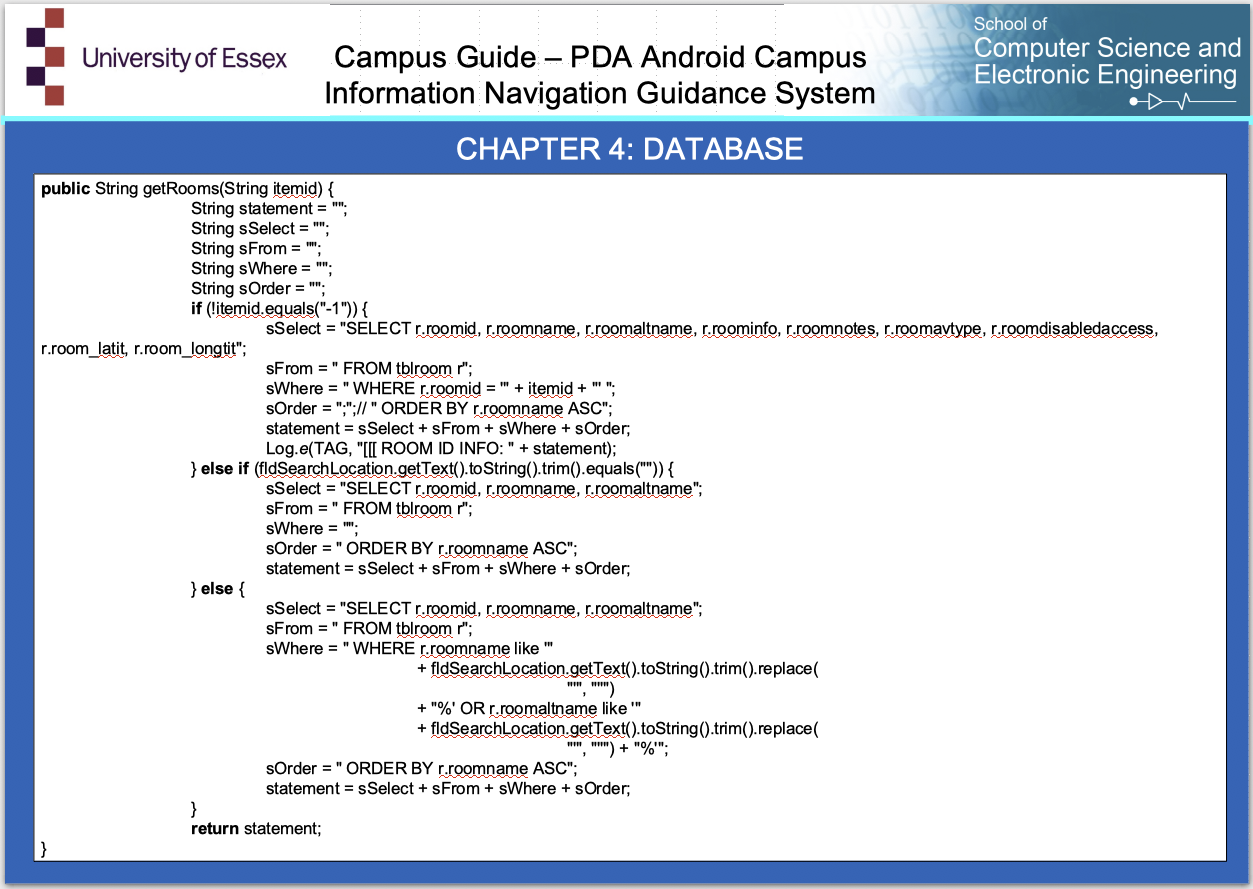 University of Essex
Campus Guide – PDA Android Campus
Information Navigation Guidance System
School of
Computer Science and
Electronic Engineering
CHAPTER 4: DATABASE
public String getRooms(String itemid) {
String statement = "";
String sSelect = "";
String sFrom = "";
String sWhere = "";
String sOrder = "";
if (!itemid.equals("-1")) {
sSelect = "SELECT r.roomid, r.roomname, r.roomaltname, r.roominfo, r.roomnotes, r.roomavtype, r.roomdisabledaccess,
r.room_latit, r.room_longtit";
sFrom = " FROM tblroom r";
sWhere = " WHERE r.roomid = '" + itemid + "' ";
sOrder = ";";// " ORDER BY r.roomname ASC";
statement = sSelect + sFrom + sWhere + sOrder;
Log.e(TAG, "[[[ ROOM ID INFO: " + statement);
} else if (fldSearchLocation.getText().toString().trim().equals("")) {
sSelect = "SELECT r.roomid, r.roomname, r.roomaltname";
sFrom = " FROM tblroom r";
sWhere = "";
sOrder = " ORDER BY r.roomname ASC";
statement = sSelect + sFrom + sWhere + sOrder;
} else {
sSelect = "SELECT r.roomid, r.roomname, r.roomaltname";
sFrom = " FROM tblroom r";
sWhere = " WHERE r.roomname like '"
+ fldSearchLocation.getText().toString().trim().replace(
"'", "''")
+ "%' OR r.roomaltname like '"
+ fldSearchLocation.getText().toString().trim().replace(
"'", "''") + "%'";
sOrder = " ORDER BY r.roomname ASC";
statement = sSelect + sFrom + sWhere + sOrder;
}
return statement;
}